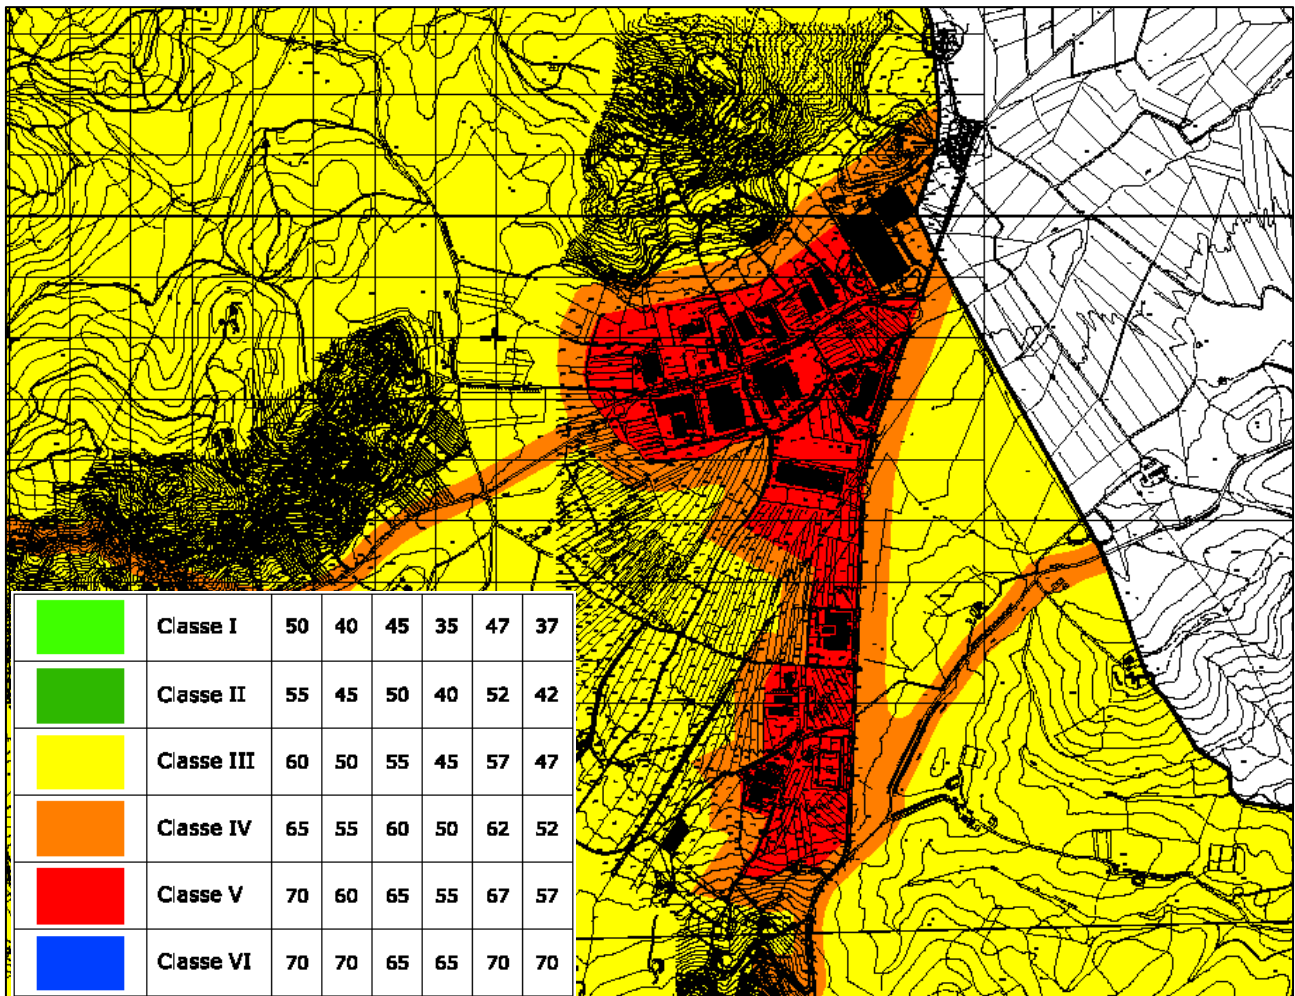 Classe I 50 40 45 35 47 37
Classe II 55 45 50 40 52 42
Classe III 60 50 55 45 57 47
Classe IV 65 55 60 50 62 52
Classe V 70 60 65 55 67 57
Classe VI 70 70 65 65 70 70